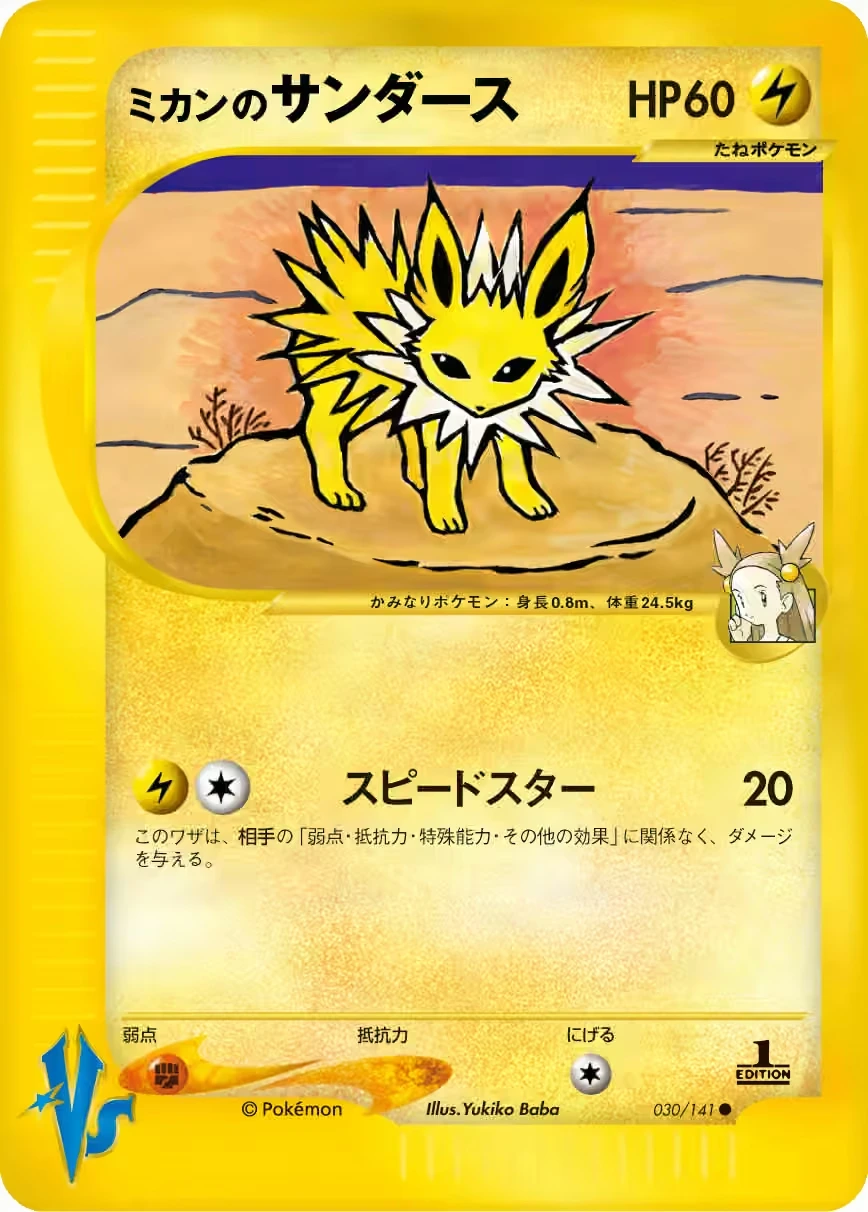 ミカンのサンダース HP60
たねポケモン
かみなりポケモン：身長0.8m、体重24.5kg
スピードスター 20
このワザは、相手の「弱点・抵抗力・特殊能力・その他の効果」に関係なく、ダメージ
を与える。
弱点 抵抗力 にげる
1
EDITION
VS
© Pokémon Illus.Yukiko Baba 030/141●